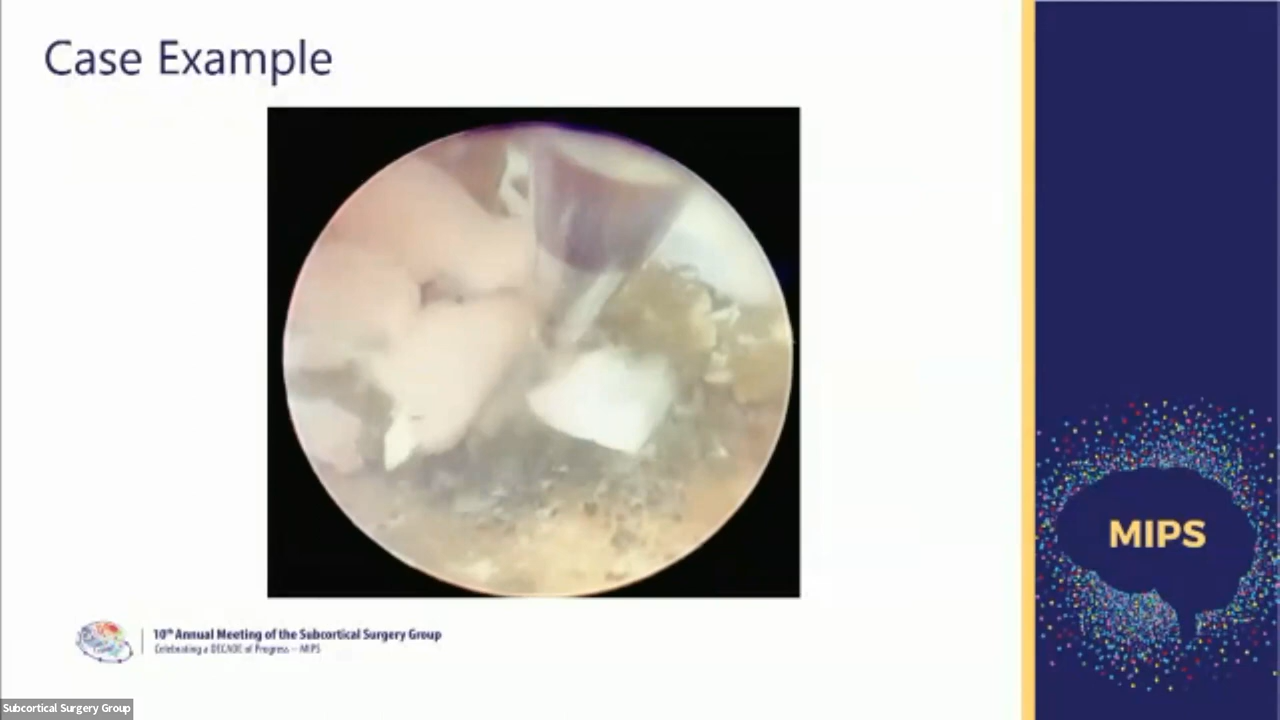 Case Example
MIPS
10th Annual Meeting of the Subcortical Surgery Group
Celebrating a DECADE of Progress – MIPS
Subcortical Surgery Group